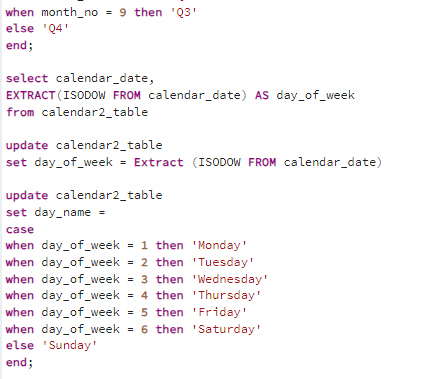 when month_no = 9 then 'Q3'
else 'Q4'
end;

select calendar_date,
EXTRACT(ISODOW FROM calendar_date) AS day_of_week
from calendar2_table

update calendar2_table
set day_of_week = Extract (ISODOW FROM calendar_date)

update calendar2_table
set day_name =
case
when day_of_week = 1 then 'Monday'
when day_of_week = 2 then 'Tuesday'
when day_of_week = 3 then 'Wednesday'
when day_of_week = 4 then 'Thursday'
when day_of_week = 5 then 'Friday'
when day_of_week = 6 then 'Saturday'
else 'Sunday'
end;